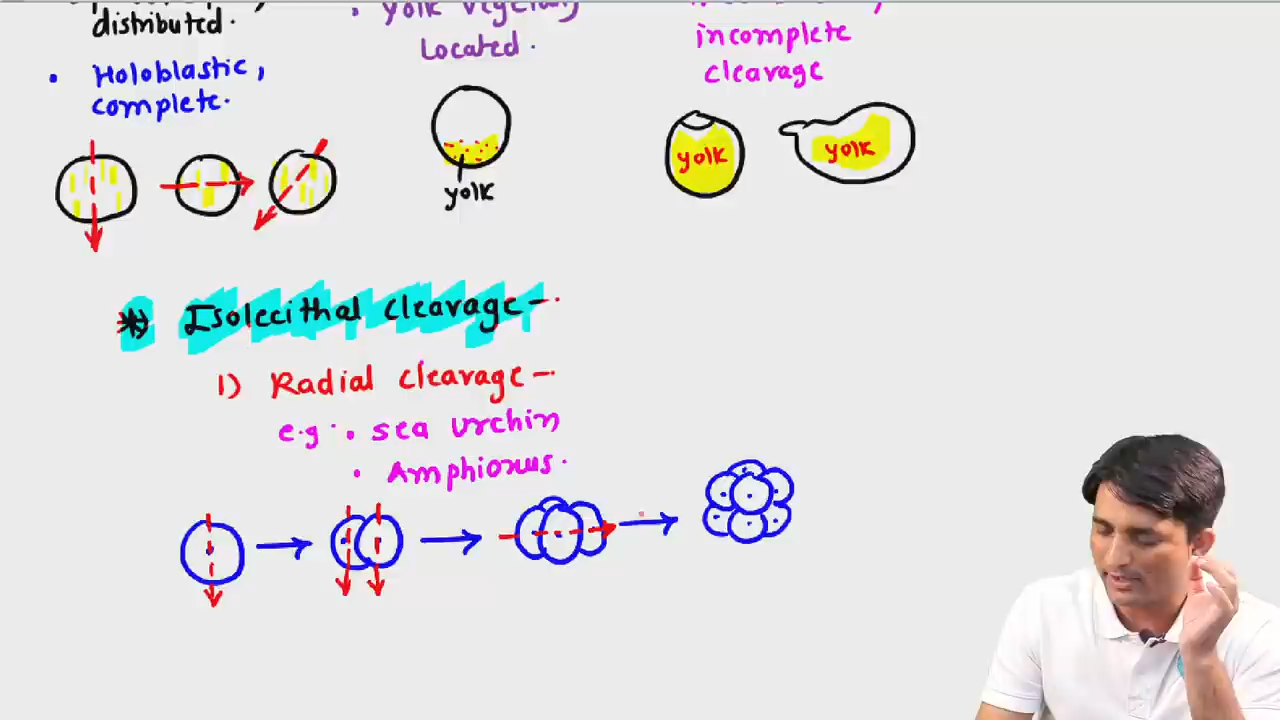 distributed.
• Holoblastic,
complete.
• yolk
Located.
yolk
incomplete
cleavage
yolk
yolk
* Isolecithal cleavage -
1) Radial cleavage -
e.g. • sea urchin
• Amphioxus.